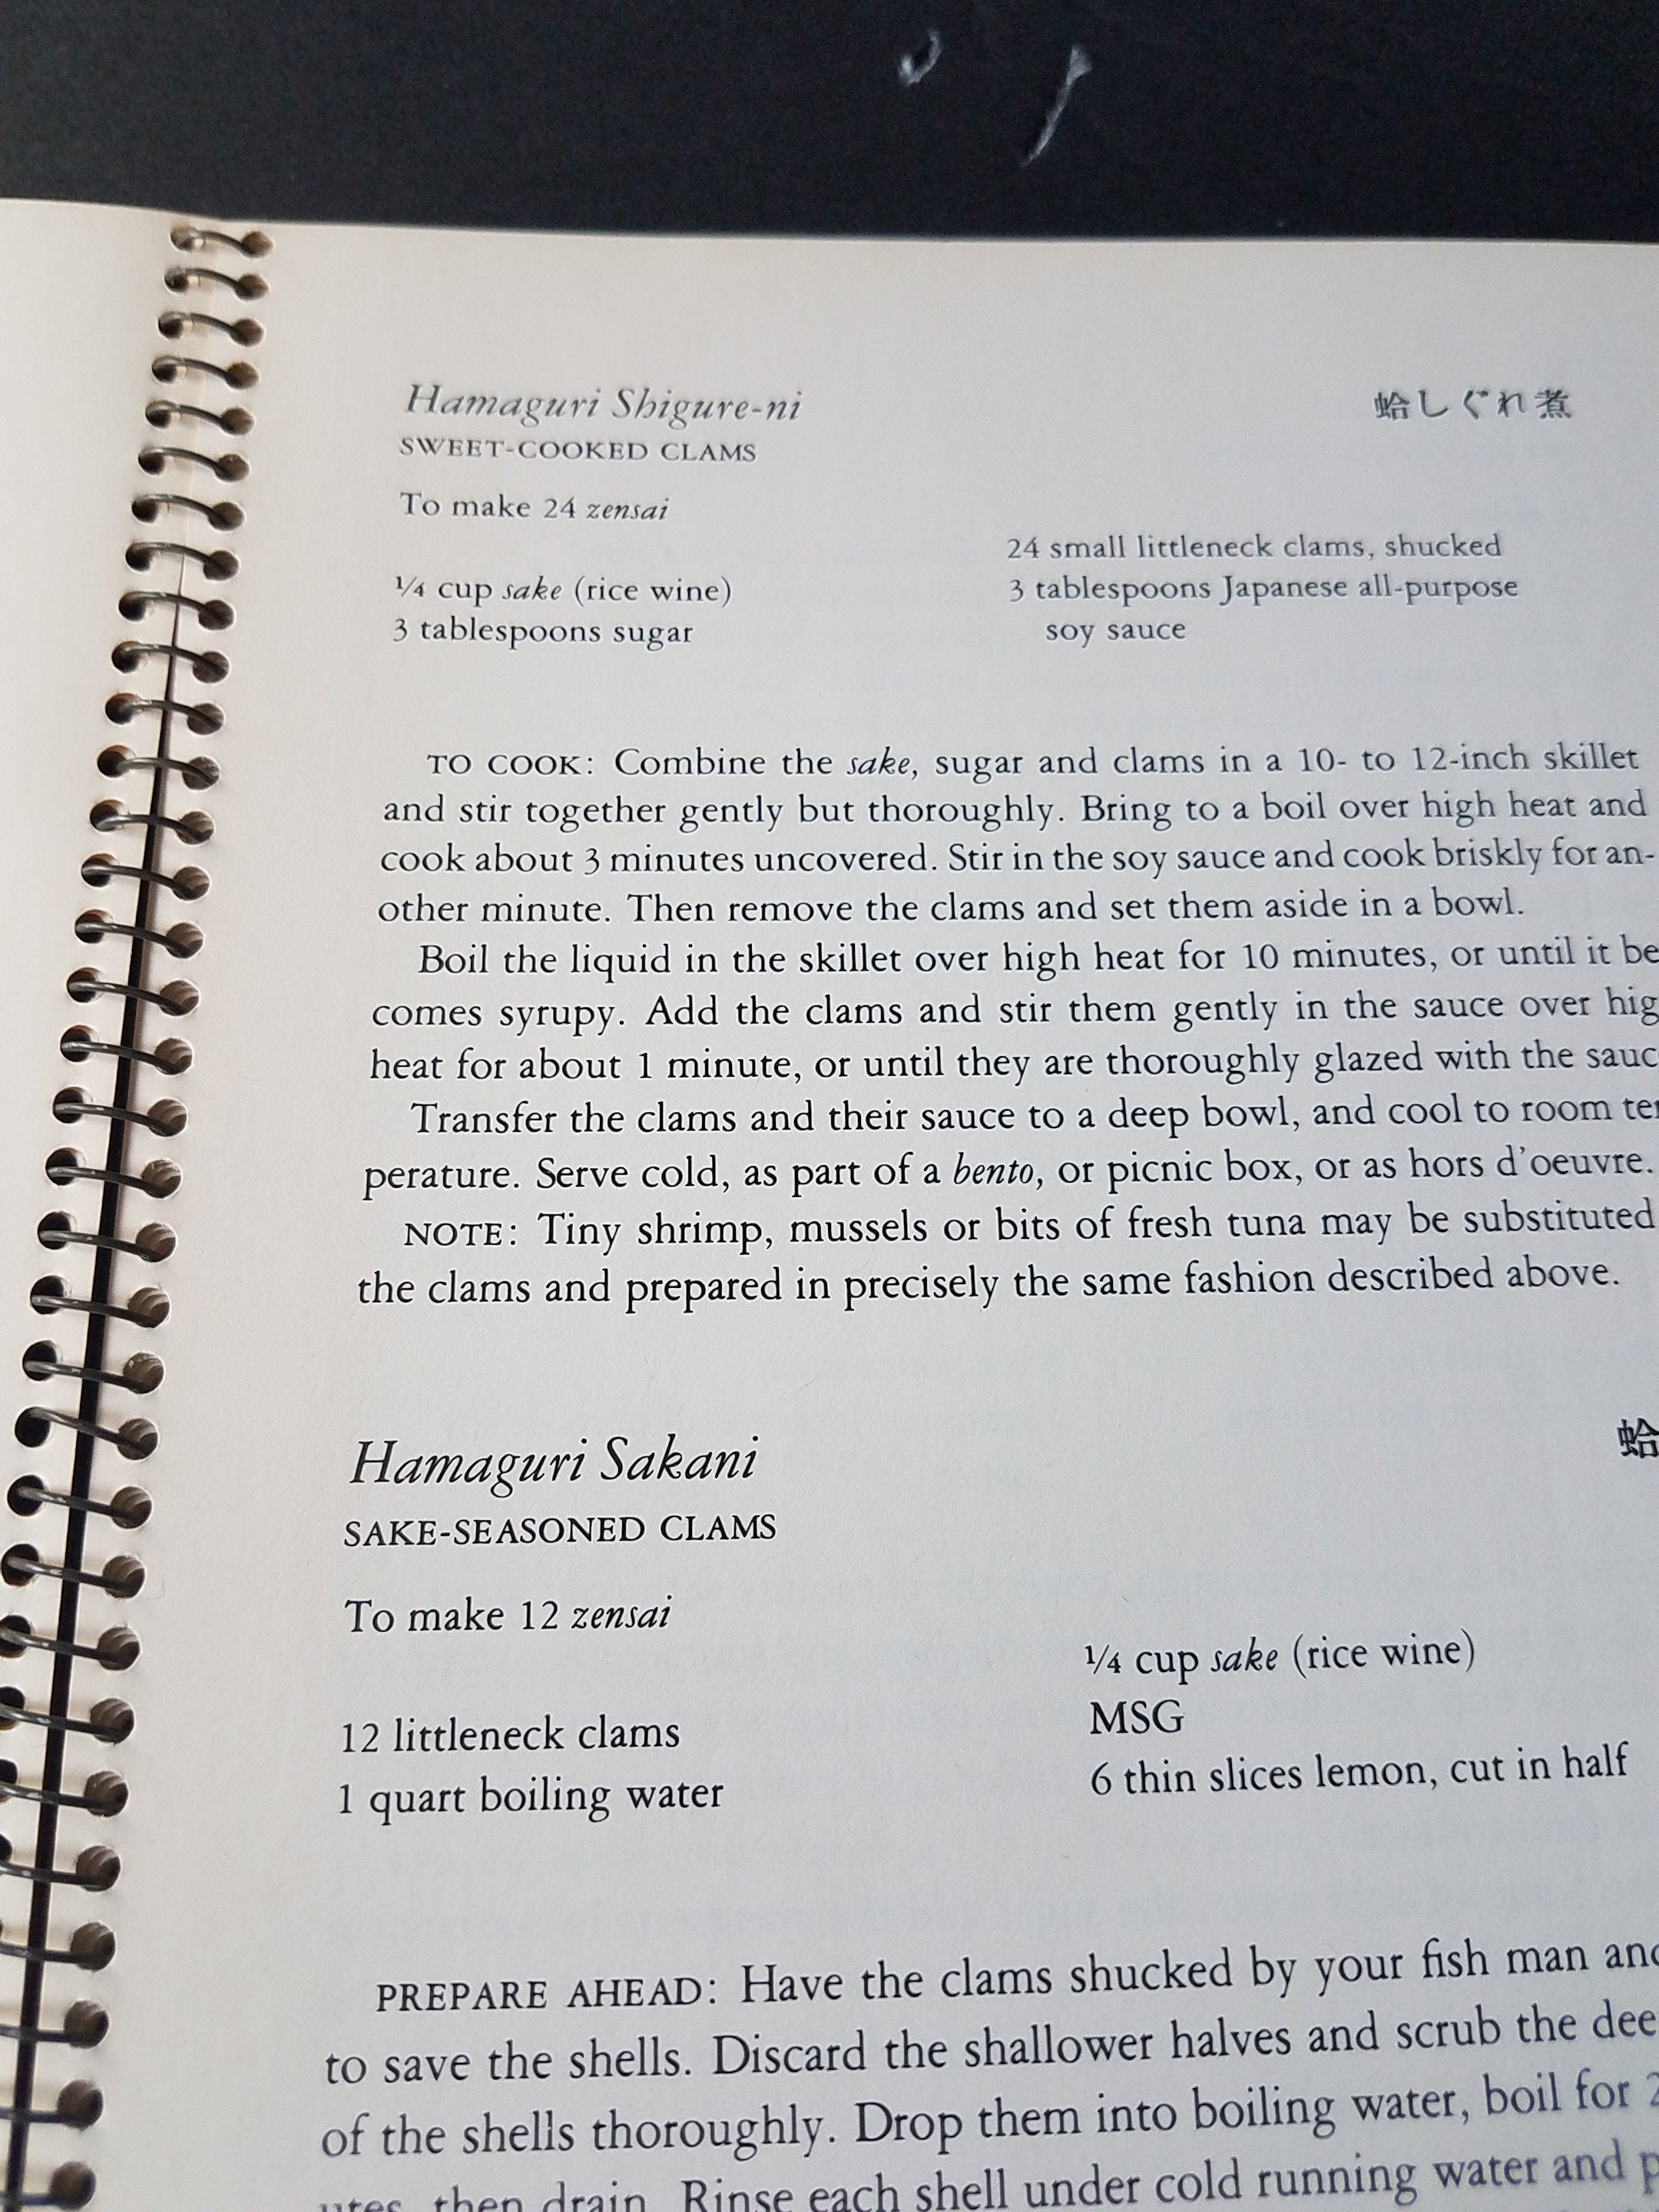 Hamaguri Shigure-ni
蛤しぐれ煮
SWEET-COOKED CLAMS
To make 24 zensai
¼ cup sake (rice wine)
3 tablespoons sugar
24 small littleneck clams, shucked
3 tablespoons Japanese all-purpose
soy sauce
TO COOK: Combine the sake, sugar and clams in a 10- to 12-inch skillet
and stir together gently but thoroughly. Bring to a boil over high heat and
cook about 3 minutes uncovered. Stir in the soy sauce and cook briskly for an-
other minute. Then remove the clams and set them aside in a bowl.
Boil the liquid in the skillet over high heat for 10 minutes, or until it be
comes syrupy. Add the clams and stir them gently in the sauce over hig
heat for about 1 minute, or until they are thoroughly glazed with the sauc
Transfer the clams and their sauce to a deep bowl, and cool to room te
perature. Serve cold, as part of a bento, or picnic box, or as hors d'oeuvre.
NOTE: Tiny shrimp, mussels or bits of fresh tuna may be substituted
the clams and prepared in precisely the same fashion described above.
Hamaguri Sakani
蛤
SAKE-SEASONED CLAMS
To make 12 zensai
12 littleneck clams
1 quart boiling water
¼ cup sake (rice wine)
MSG
6 thin slices lemon, cut in half
PREPARE AHEAD: Have the clams shucked by your fish man and
to save the shells. Discard the shallower halves and scrub the dee
of the shells thoroughly. Drop them into boiling water, boil for 2
utes, then drain. Rinse each shell under cold running water and p